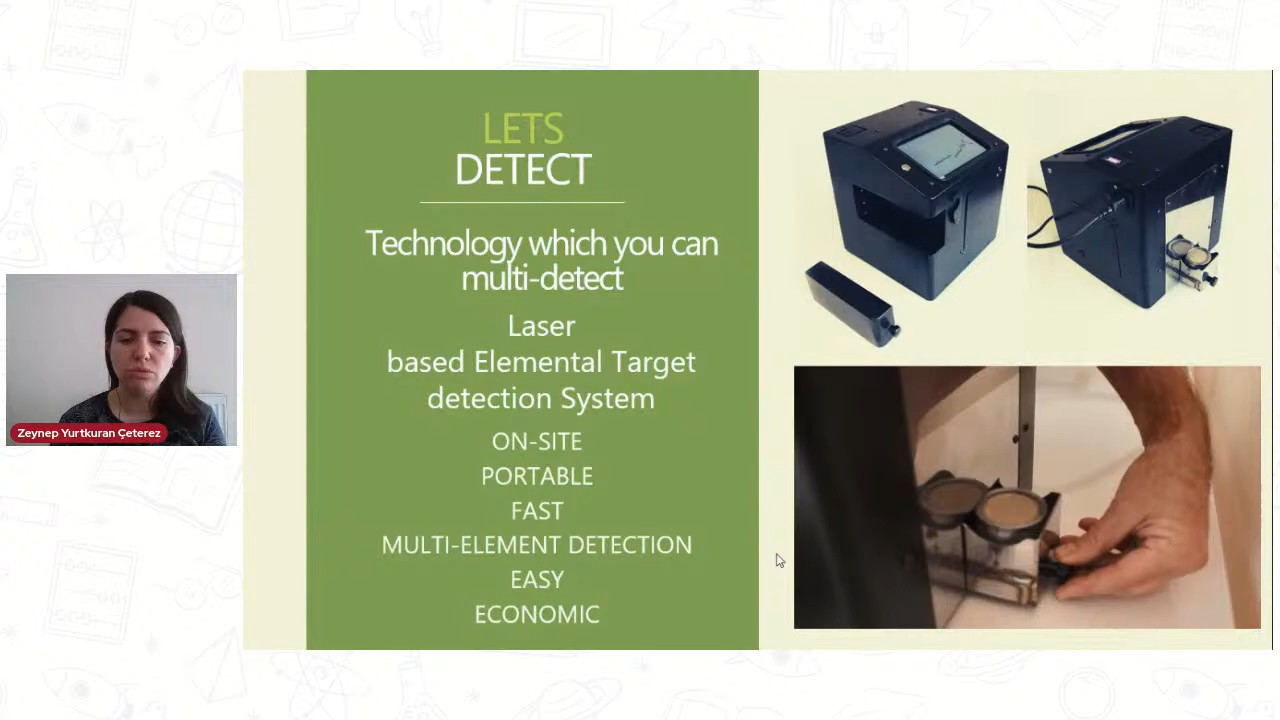 LETS
DETECT
Technology which you can
multi-detect
Laser
based Elemental Target
detection System
ON-SITE
PORTABLE
FAST
MULTI-ELEMENT DETECTION
EASY
ECONOMIC
Zeynep Yurtkuran Çeterez